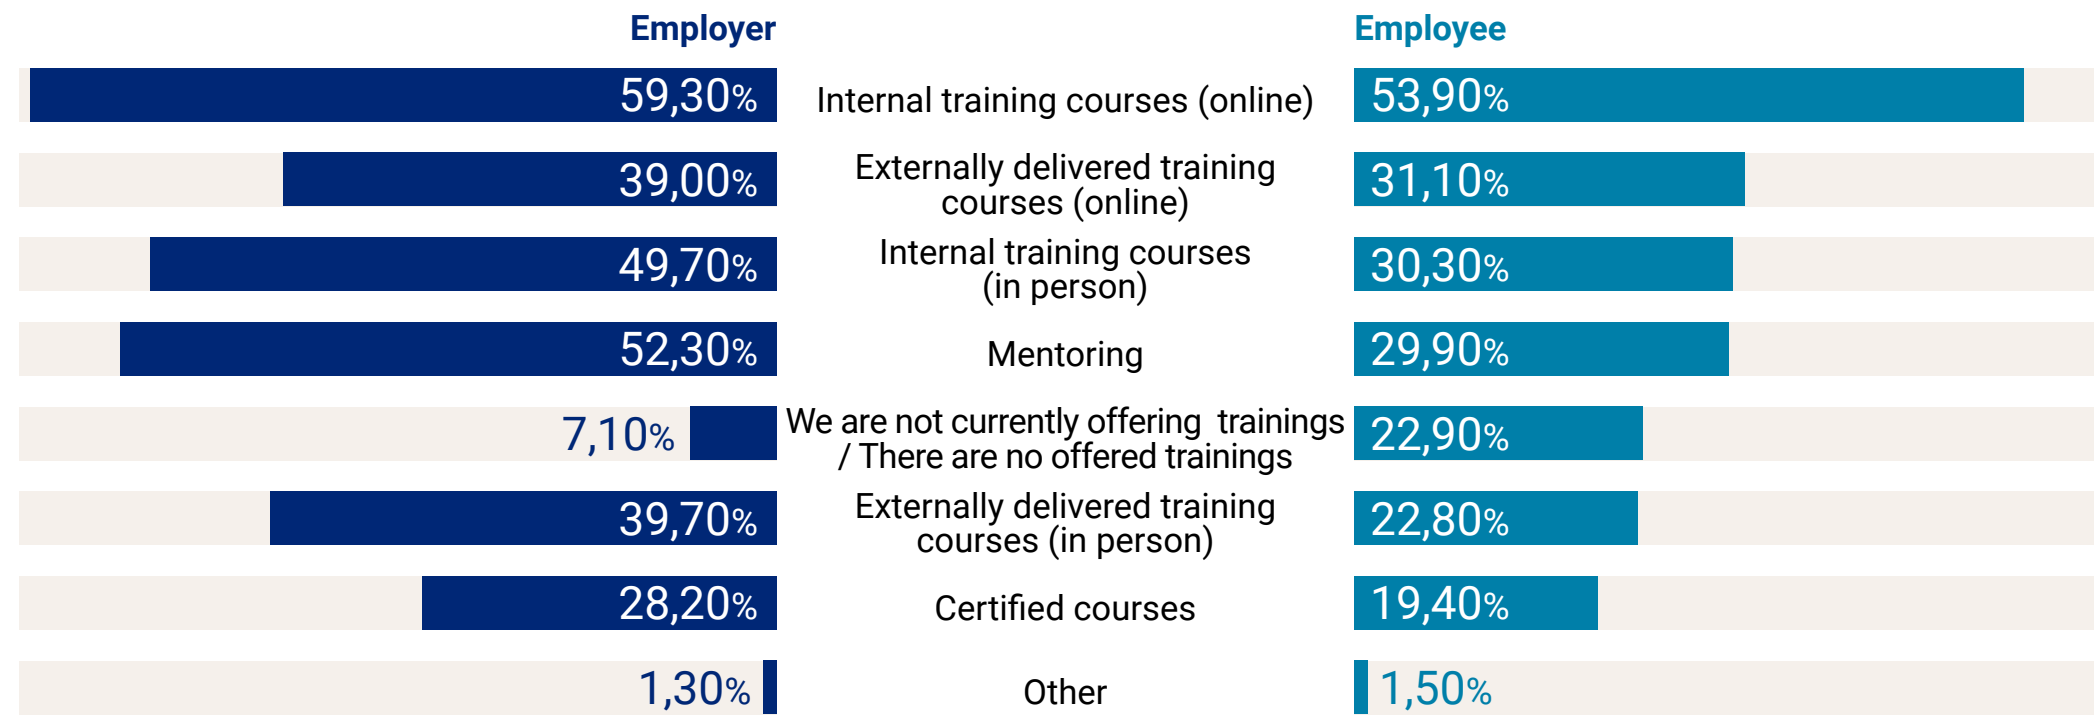 Employer Employee
59,30% Internal training courses (online) 53,90%
39,00% Externally delivered training 31,10%
courses (online)
49,70% Internal training courses 30,30%
(in person)
52,30% Mentoring 29,90%
7,10% We are not currently offering trainings 22,90%
/ There are no offered trainings
39,70% Externally delivered training 22,80%
courses (in person)
28,20% Certified courses 19,40%
1,30% Other 1,50%